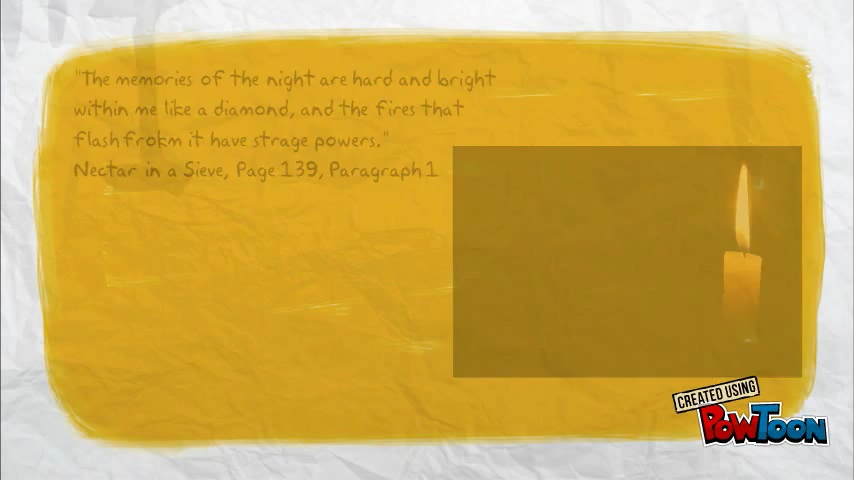 "The memories of the night are hard and bright
within me like a diamond, and the fires that
flash frokm it have strage powers."
Nectar in a Sieve, Page 139, Paragraph 1
CREATED USING
POWTOON